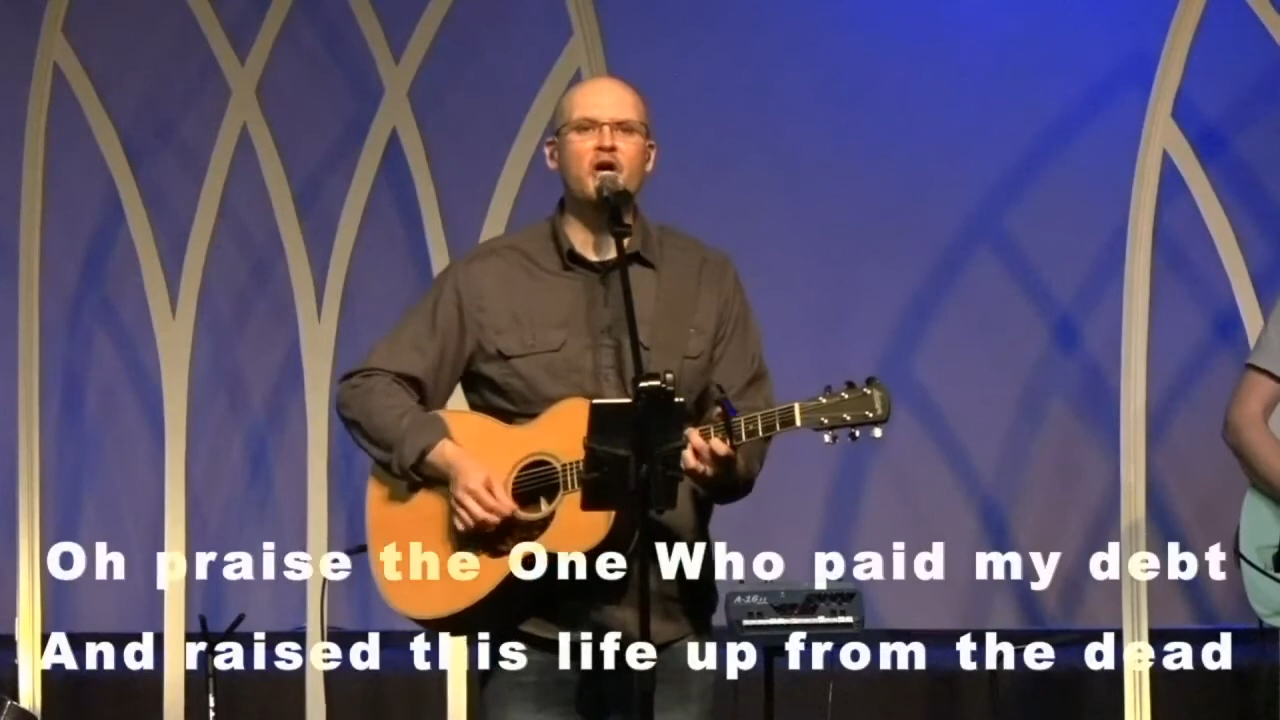 Oh praise the One Who paid my debt
And raised this life up from the dead